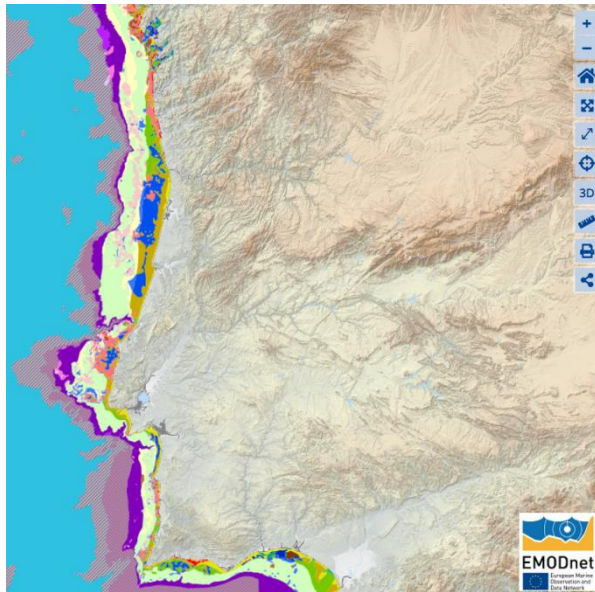 +
−
3D
EMODnet
European Marine
Observation and
Data Network